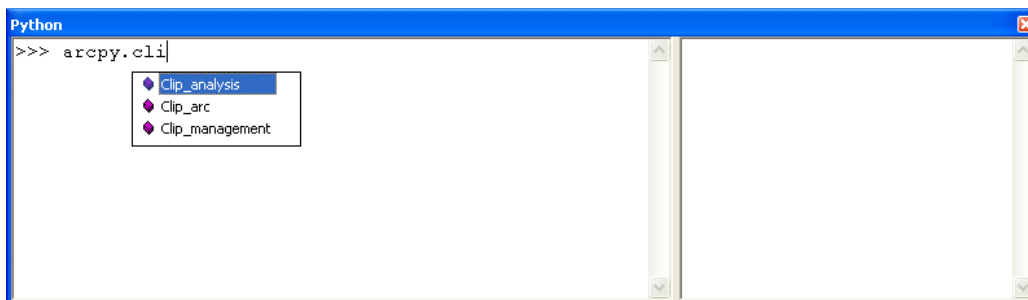 Python
>>> arcpy.cli
Clip_analysis
Clip_arc
Clip_management